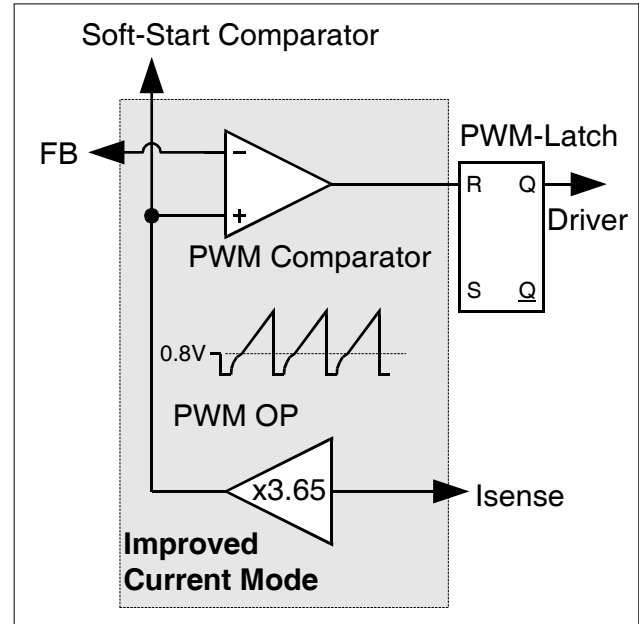 Soft-Start Comparator
FB
PWM-Latch
−
+
R Q
Driver
PWM Comparator
S Q
0.8V
PWM OP
x3.65
Isense
Improved
Current Mode